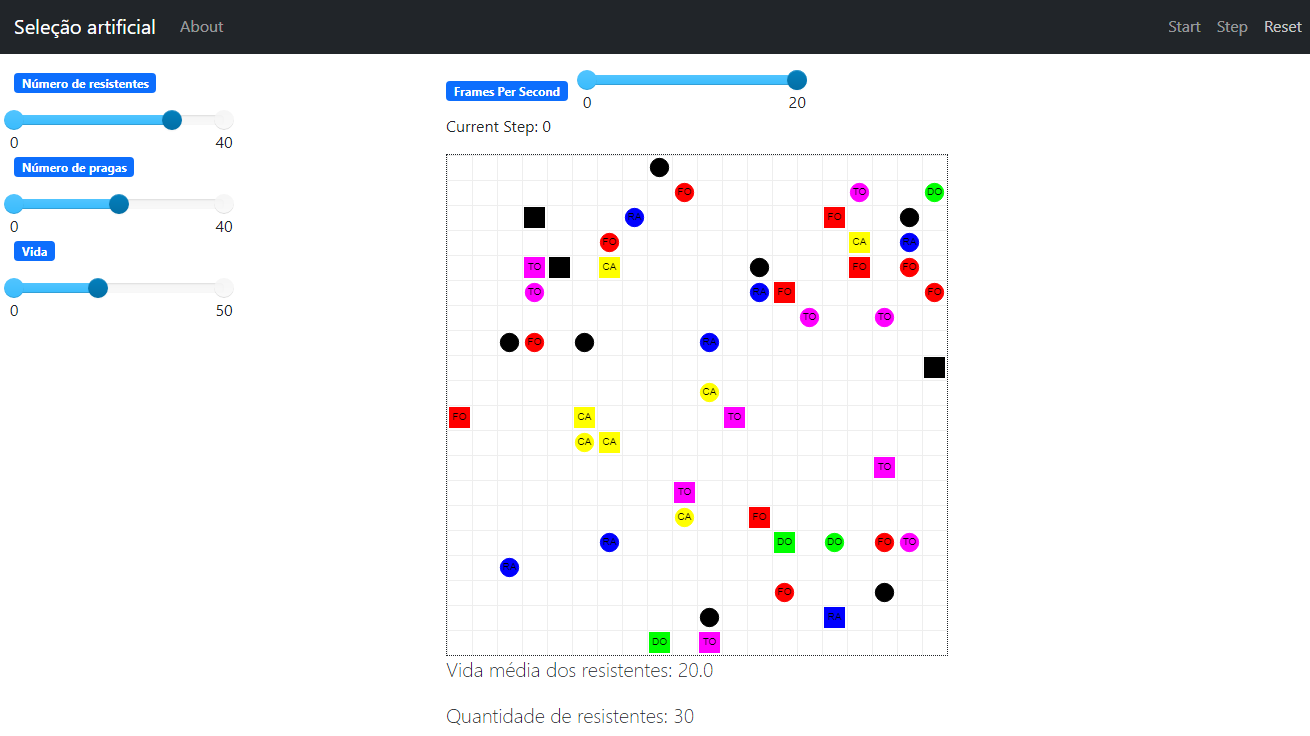 Seleção artificial About Start Step Reset
Número de resistentes
0 40
Número de pragas
0 40
Vida
0 50
Frames Per Second
0 20
Current Step: 0
FO TO DO
RA FO
FO CA RA
TO CA FO FO
TO RA FO FO
TO TO
FO RA
CA
FO CA TO
CA CA
TO
TO
CA FO
RA DO DO FO TO
RA
FO
RA
DO TO
Vida média dos resistentes: 20.0
Quantidade de resistentes: 30